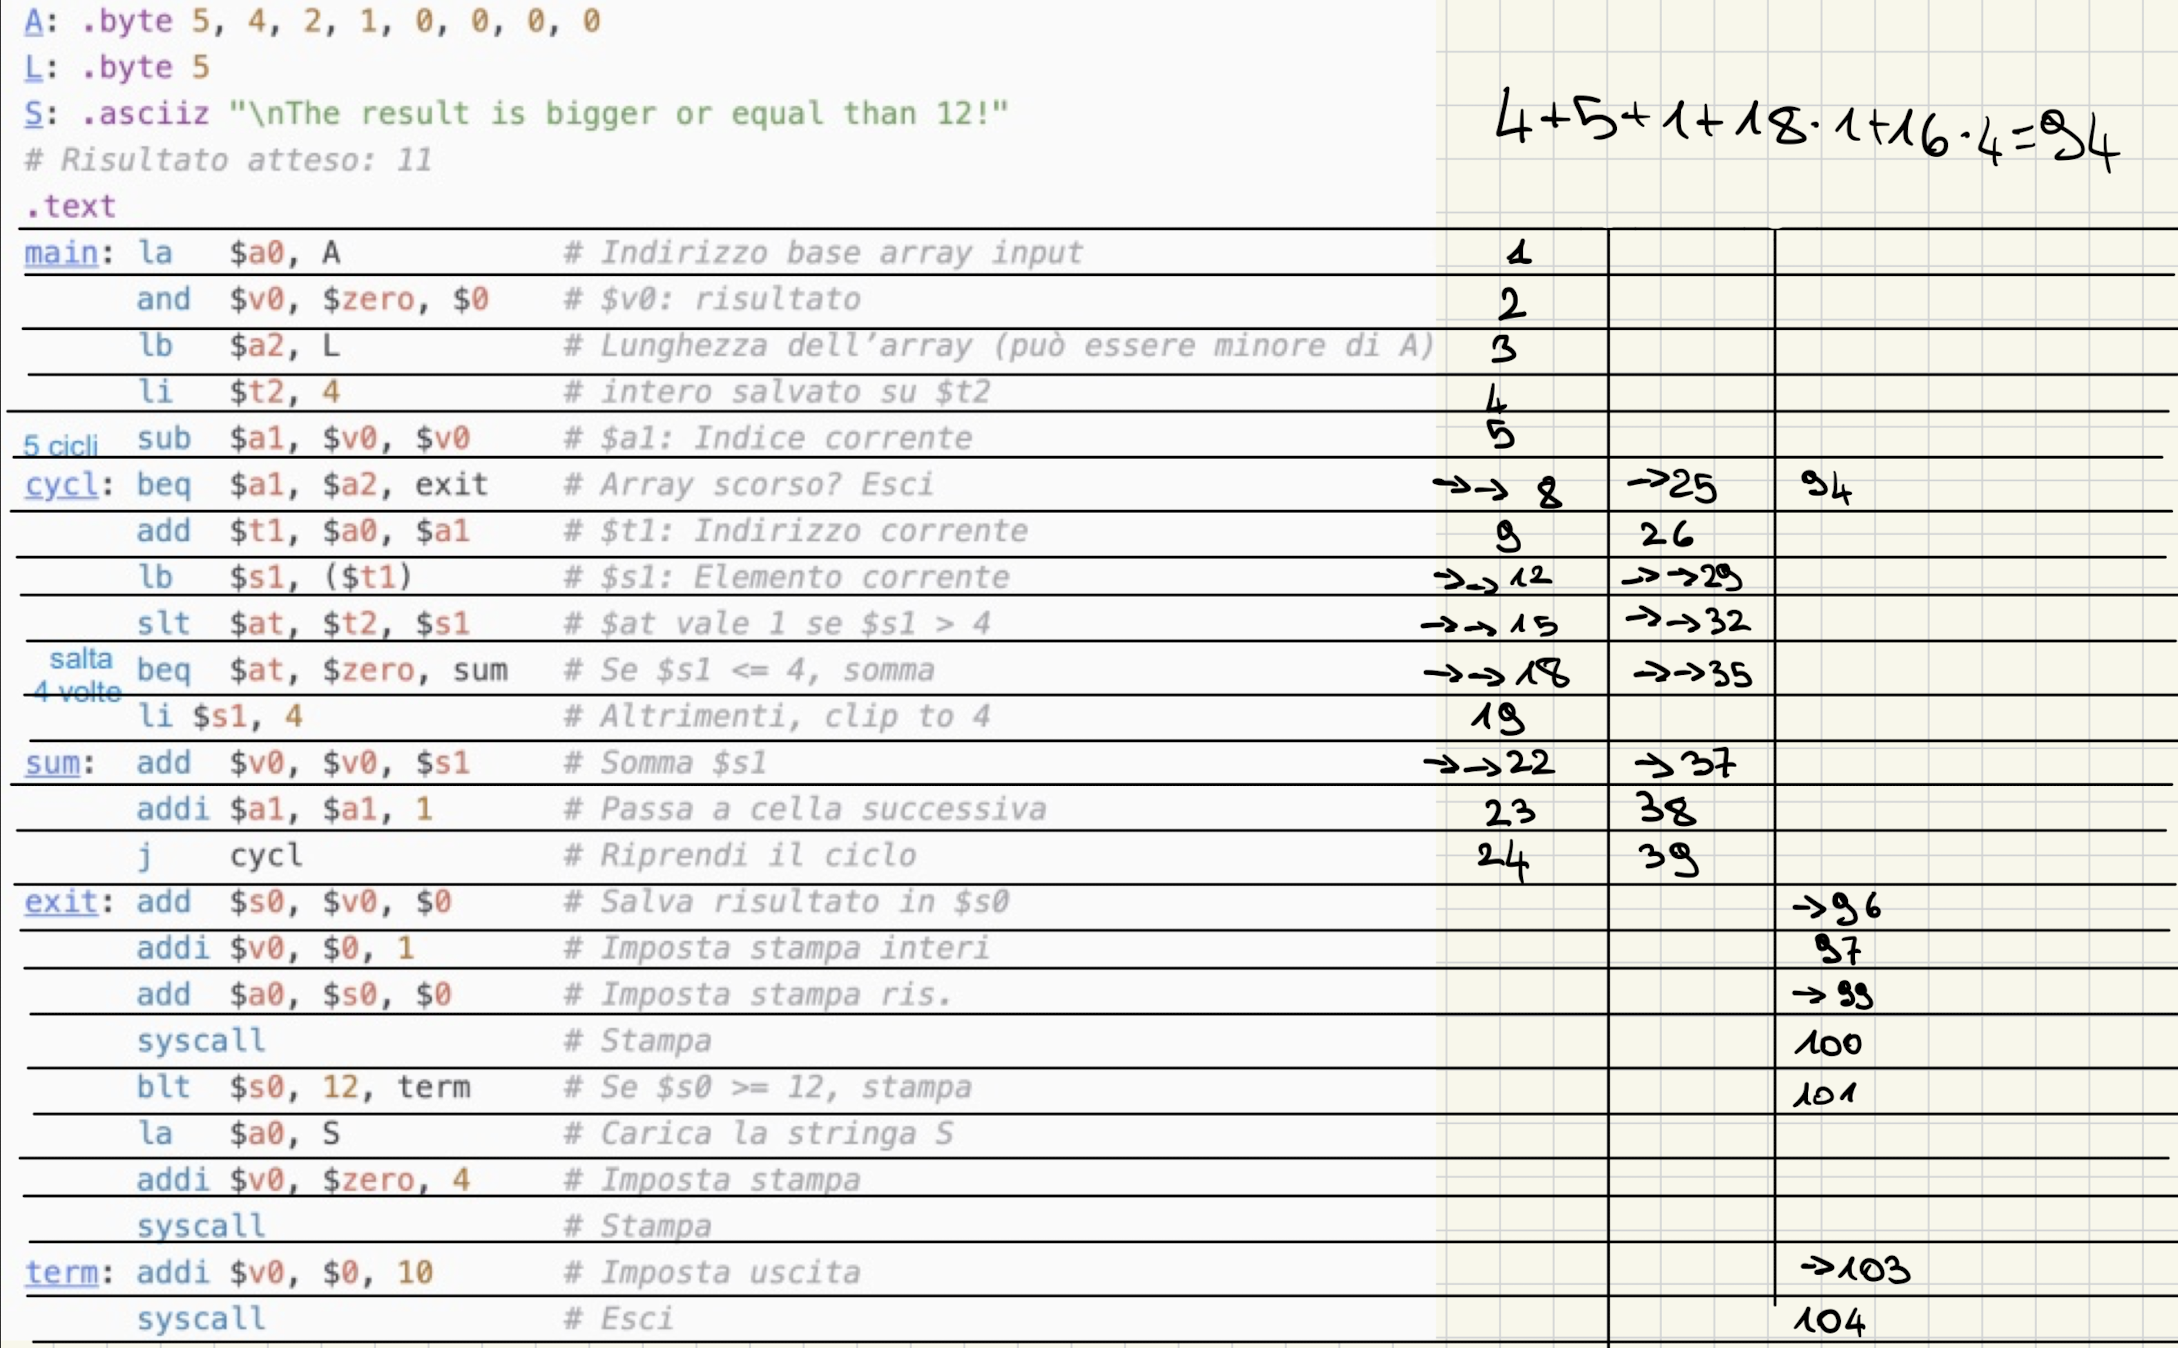 A: .byte 5, 4, 2, 1, 0, 0, 0, 0
L: .byte 5
S: .asciiz "\nThe result is bigger or equal than 12!"
4+5+1+18·1+16·4=94
# Risultato atteso: 11
.text
main: la $a0, A # Indirizzo base array input 1
and $v0, $zero, $0 # $v0: risultato 2
lb $a2, L # Lunghezza dell'array (può essere minore di A) 3
li $t2, 4 # intero salvato su $t2 4
5 cicli sub $a1, $v0, $v0 # $a1: Indice corrente 5
cycl: beq $a1, $a2, exit # Array scorso? Esci →→ 8 →25 94
add $t1, $a0, $a1 # $t1: Indirizzo corrente 9 26
lb $s1, ($t1) # $s1: Elemento corrente →→12 →→29
slt $at, $t2, $s1 # $at vale 1 se $s1 > 4 →→15 →→32
salta 4 volte beq $at, $zero, sum # Se $s1 <= 4, somma →→18 →→35
li $s1, 4 # Altrimenti, clip to 4 19
sum: add $v0, $v0, $s1 # Somma $s1 →→22 →37
addi $a1, $a1, 1 # Passa a cella successiva 23 38
j cycl # Riprendi il ciclo 24 39
exit: add $s0, $v0, $0 # Salva risultato in $s0 →96
addi $v0, $0, 1 # Imposta stampa interi 97
add $a0, $s0, $0 # Imposta stampa ris. →99
syscall # Stampa 100
blt $s0, 12, term # Se $s0 >= 12, stampa 101
la $a0, S # Carica la stringa S
addi $v0, $zero, 4 # Imposta stampa
syscall # Stampa
term: addi $v0, $0, 10 # Imposta uscita →103
syscall # Esci 104